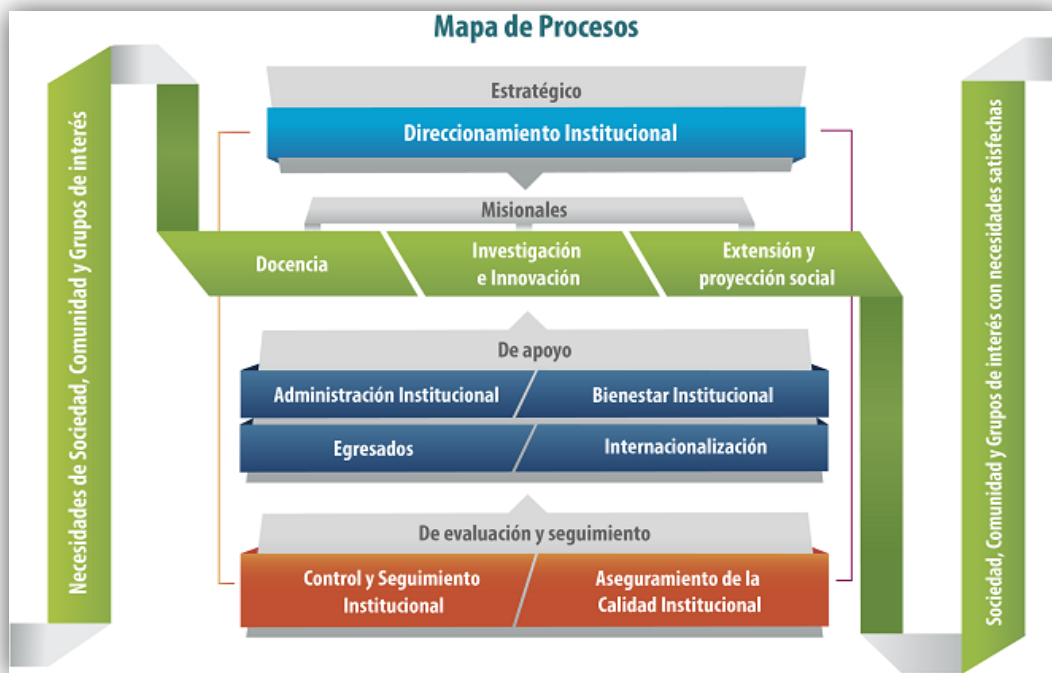 Mapa de Procesos
Necesidades de Sociedad, Comunidad y Grupos de interés
Estratégico
Direccionamiento Institucional
Misionales
Docencia
Investigación
e Innovación
Extensión y
proyección social
De apoyo
Administración Institucional
Bienestar Institucional
Egresados
Internacionalización
De evaluación y seguimiento
Control y Seguimiento
Institucional
Aseguramiento de la
Calidad Institucional
Sociedad, Comunidad y Grupos de interés con necesidades satisfechas